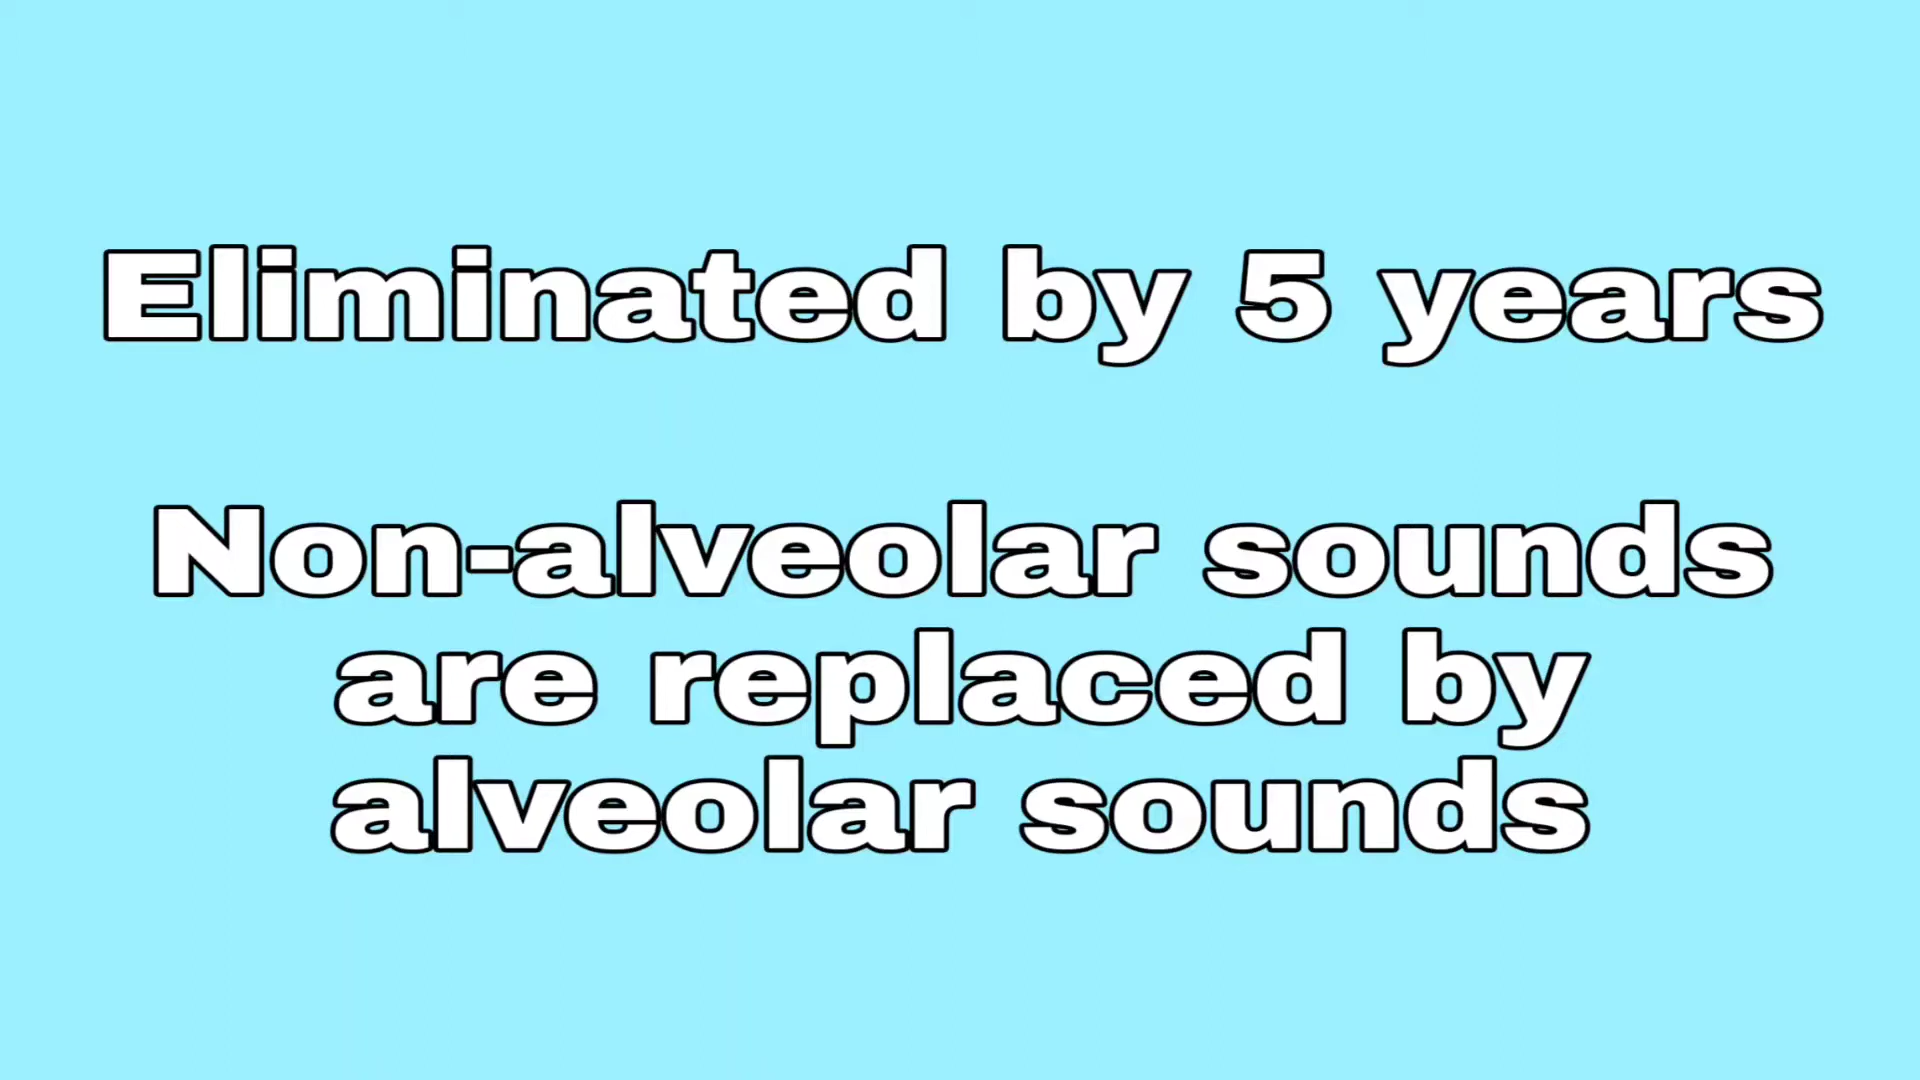 Eliminated by 5 years
Non-alveolar sounds
are replaced by
alveolar sounds